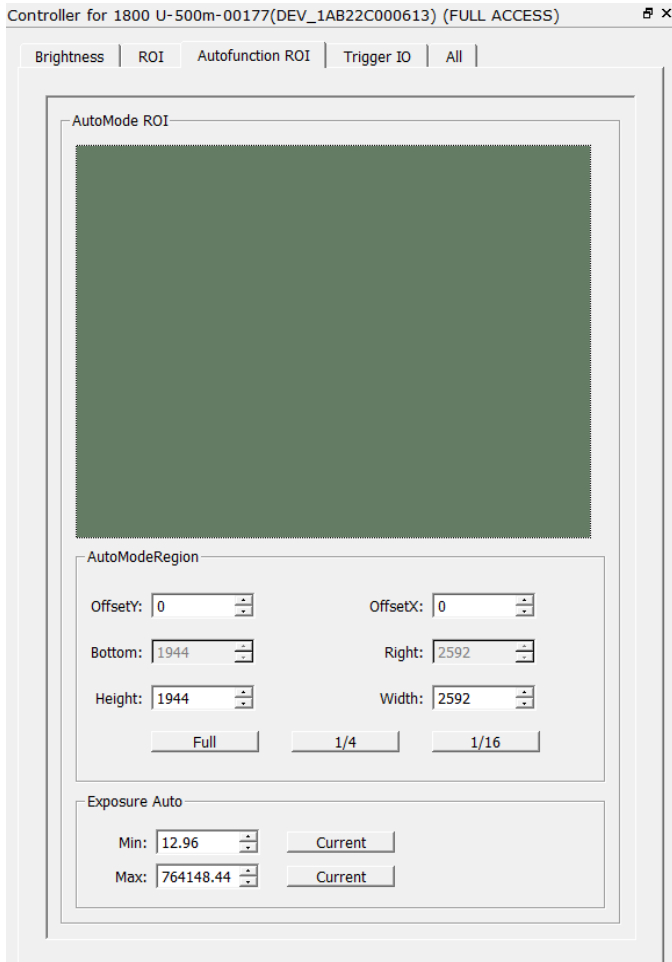 Controller for 1800 U-500m-00177(DEV_1AB22C000613) (FULL ACCESS)
Brightness ROI Autofunction ROI Trigger IO All
AutoMode ROI
AutoModeRegion
OffsetY: 0 OffsetX: 0
Bottom: 1944 Right: 2592
Height: 1944 Width: 2592
Full 1/4 1/16
Exposure Auto
Min: 12.96 Current
Max: 764148.44 Current